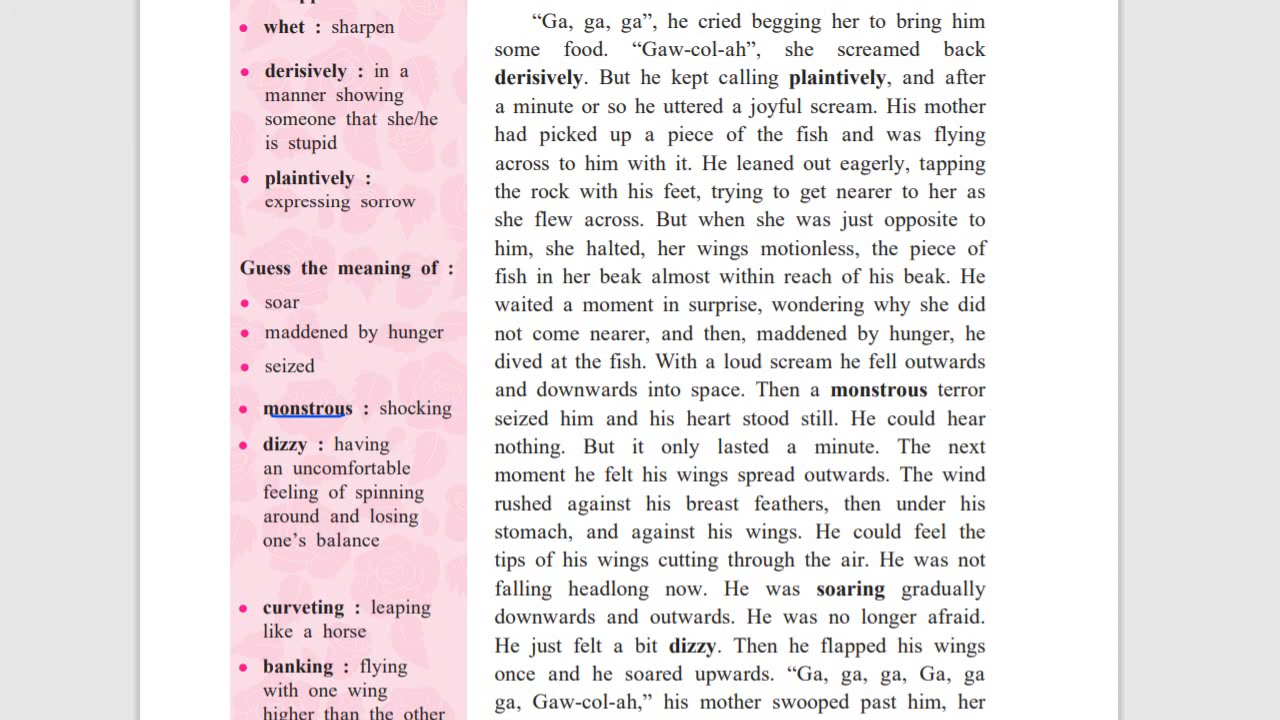 • whet : sharpen
• derisively : in a
manner showing
someone that she/he
is stupid
• plaintively :
expressing sorrow
Guess the meaning of :
• soar
• maddened by hunger
• seized
• monstrous : shocking
• dizzy : having
an uncomfortable
feeling of spinning
around and losing
one’s balance
• curveting : leaping
like a horse
• banking : flying
with one wing
higher than the other
“Ga, ga, ga”, he cried begging her to bring him
some food. “Gaw-col-ah”, she screamed back
derisively. But he kept calling plaintively, and after
a minute or so he uttered a joyful scream. His mother
had picked up a piece of the fish and was flying
across to him with it. He leaned out eagerly, tapping
the rock with his feet, trying to get nearer to her as
she flew across. But when she was just opposite to
him, she halted, her wings motionless, the piece of
fish in her beak almost within reach of his beak. He
waited a moment in surprise, wondering why she did
not come nearer, and then, maddened by hunger, he
dived at the fish. With a loud scream he fell outwards
and downwards into space. Then a monstrous terror
seized him and his heart stood still. He could hear
nothing. But it only lasted a minute. The next
moment he felt his wings spread outwards. The wind
rushed against his breast feathers, then under his
stomach, and against his wings. He could feel the
tips of his wings cutting through the air. He was not
falling headlong now. He was soaring gradually
downwards and outwards. He was no longer afraid.
He just felt a bit dizzy. Then he flapped his wings
once and he soared upwards. “Ga, ga, ga, Ga, ga
ga, Gaw-col-ah,” his mother swooped past him, her